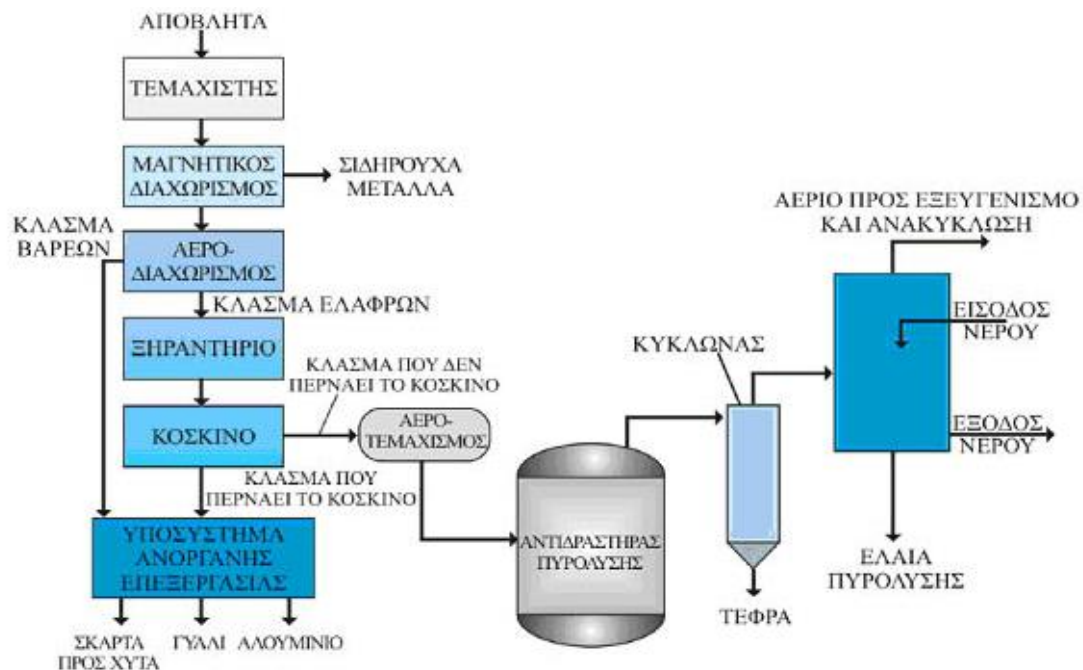 ΑΠΟΒΛΗΤΑ
ΤΕΜΑΧΙΣΤΗΣ
ΜΑΓΝΗΤΙΚΟΣ
ΔΙΑΧΩΡΙΣΜΟΣ
ΣΙΔΗΡΟΥΧΑ
ΜΕΤΑΛΛΑ
ΚΛΑΣΜΑ
ΒΑΡΕΩΝ
ΑΕΡΟ-
ΔΙΑΧΩΡΙΣΜΟΣ
ΚΛΑΣΜΑ ΕΛΑΦΡΩΝ
ΞΗΡΑΝΤΗΡΙΟ
ΚΛΑΣΜΑ ΠΟΥ ΔΕΝ
ΠΕΡΝΑΕΙ ΤΟ ΚΟΣΚΙΝΟ
ΚΟΣΚΙΝΟ
ΑΕΡΟ-
ΤΕΜΑΧΙΣΜΟΣ
ΚΛΑΣΜΑ ΠΟΥ
ΠΕΡΝΑΕΙ ΤΟ ΚΟΣΚΙΝΟ
ΥΠΟΣΥΣΤΗΜΑ
ΑΝΟΡΓΑΝΗΣ
ΕΠΕΞΕΡΓΑΣΙΑΣ
ΣΚΑΡΤΑ
ΠΡΟΣ ΧΥΤΑ
ΓΥΑΛΙ
ΑΛΟΥΜΙΝΙΟ
ΑΝΤΙΔΡΑΣΤΗΡΑΣ
ΠΥΡΟΛΥΣΗΣ
ΚΥΚΛΩΝΑΣ
ΤΕΦΡΑ
ΑΕΡΙΟ ΠΡΟΣ ΕΞΕΥΓΕΝΙΣΜΟ
ΚΑΙ ΑΝΑΚΥΚΛΩΣΗ
ΕΙΣΟΔΟΣ
ΝΕΡΟΥ
ΕΞΟΔΟΣ
ΝΕΡΟΥ
ΕΛΑΙΑ
ΠΥΡΟΛΥΣΗΣ